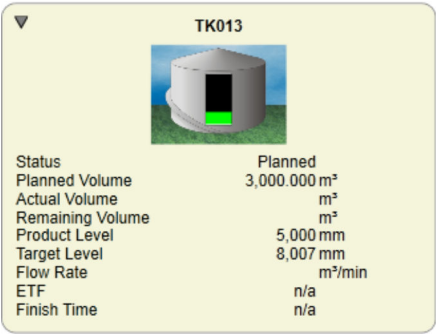 TK013
Status Planned
Planned Volume 3,000.000 m³
Actual Volume m³
Remaining Volume m³
Product Level 5,000 mm
Target Level 8,007 mm
Flow Rate m³/min
ETF n/a
Finish Time n/a